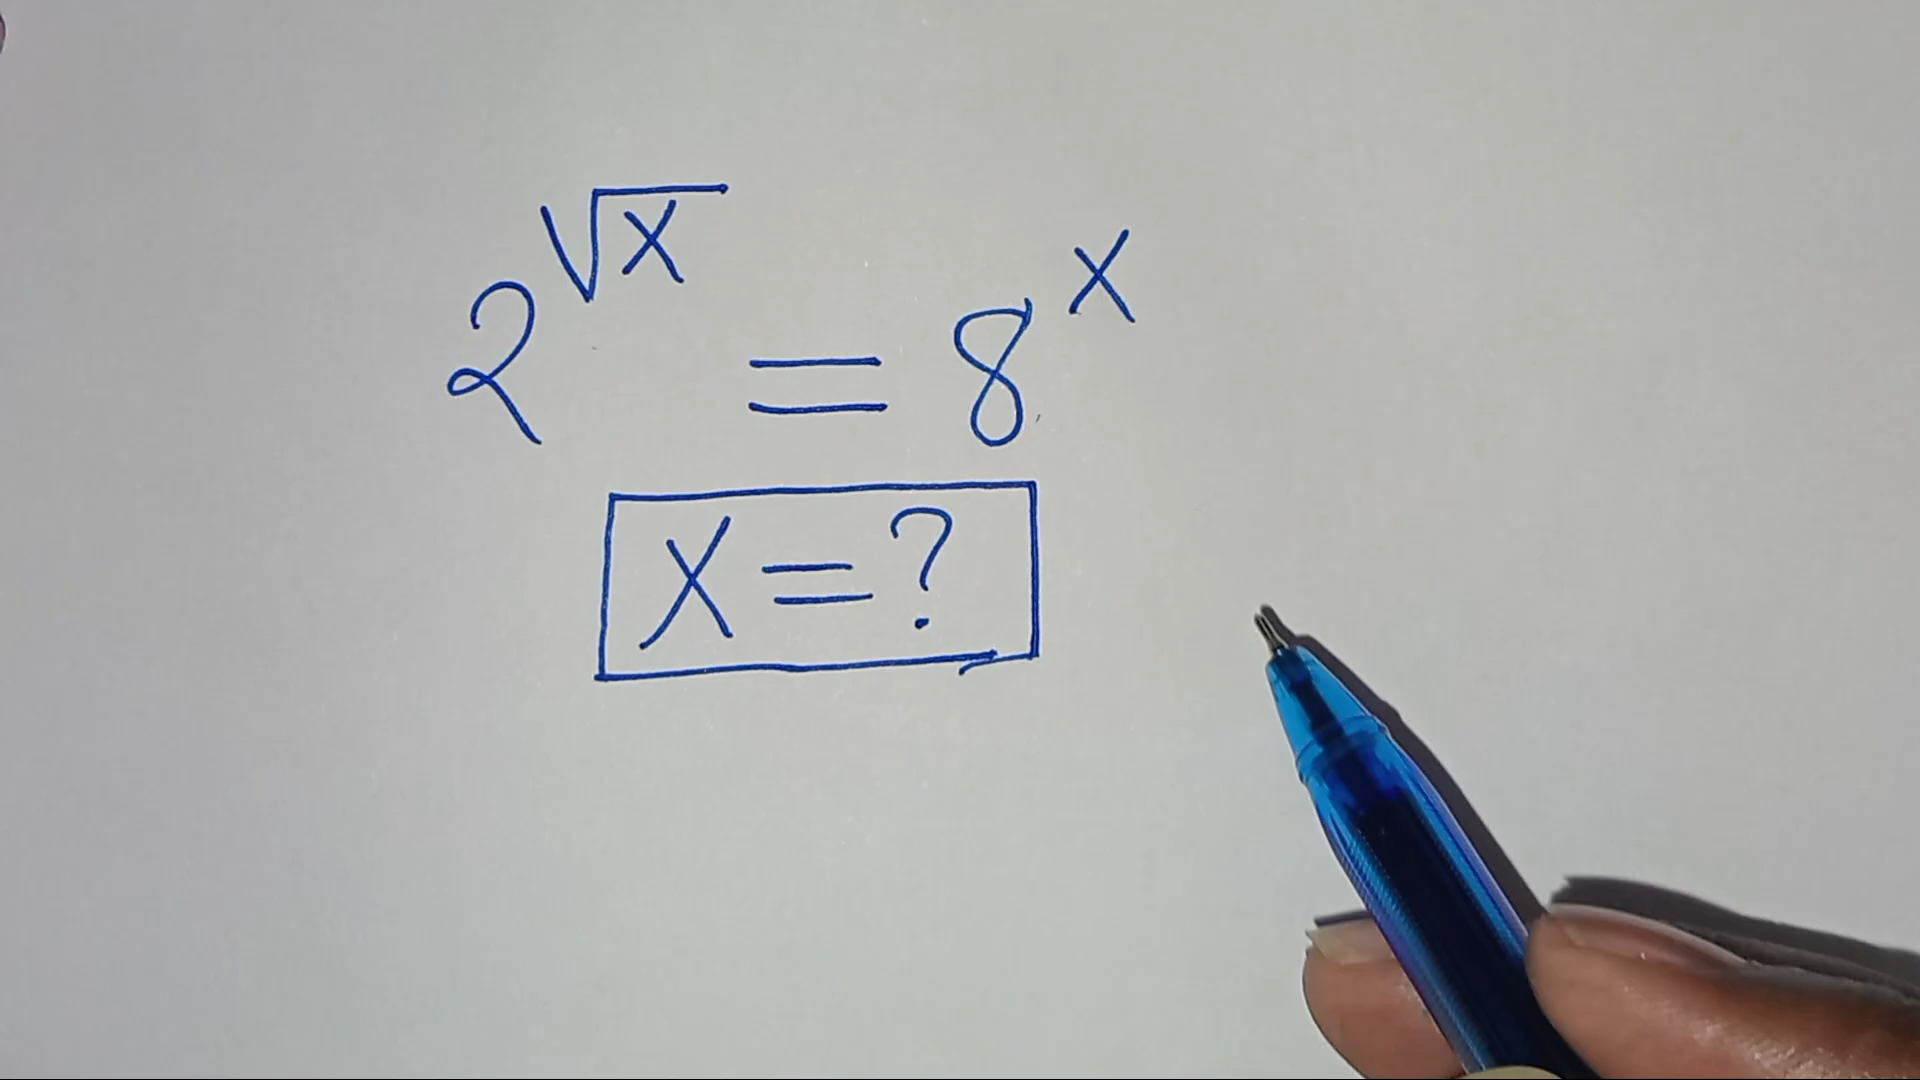 2^√x = 8^x
X = ?